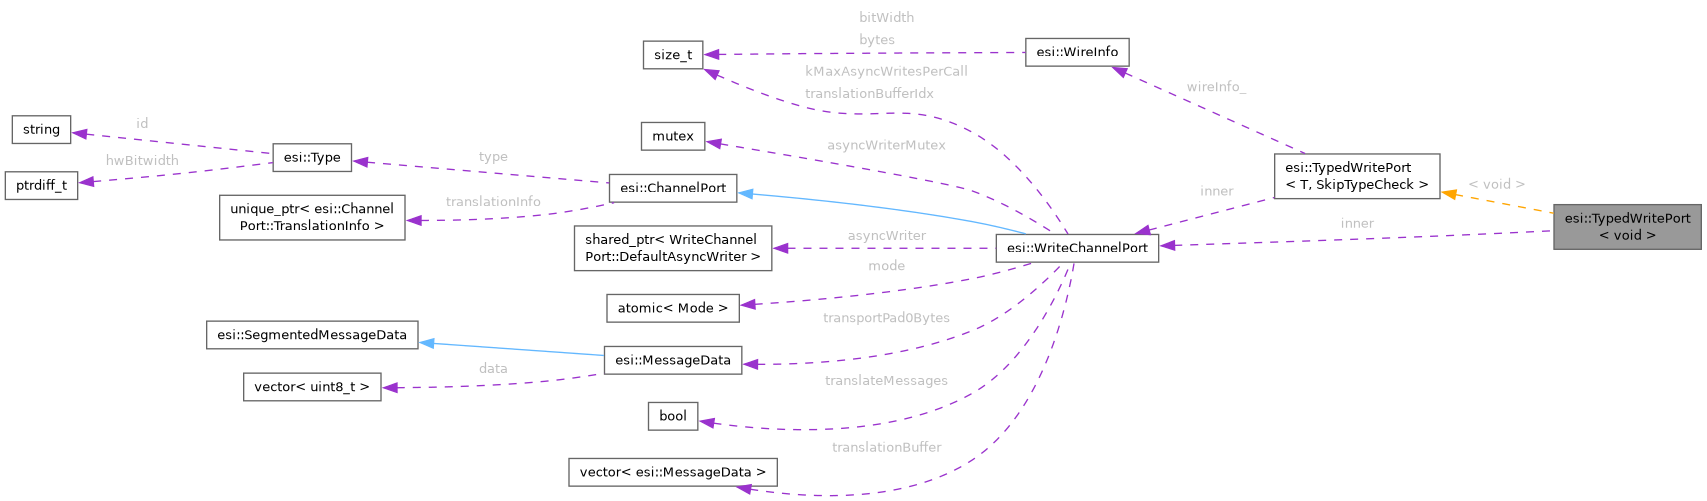 bitWidth
bytes
size_t
esi::WireInfo
kMaxAsyncWritesPerCall
translationBufferIdx
wireInfo_
string
id
mutex
asyncWriterMutex
esi::Type
hwBitwidth
type
ptrdiff_t
esi::ChannelPort
esi::TypedWritePort
< T, SkipTypeCheck >
< void >
inner
translationInfo
unique_ptr< esi::Channel
Port::TranslationInfo >
esi::TypedWritePort
< void >
inner
shared_ptr< WriteChannel
Port::DefaultAsyncWriter >
asyncWriter
esi::WriteChannelPort
mode
atomic< Mode >
transportPad0Bytes
esi::SegmentedMessageData
esi::MessageData
data
vector< uint8_t >
translateMessages
bool
translationBuffer
vector< esi::MessageData >